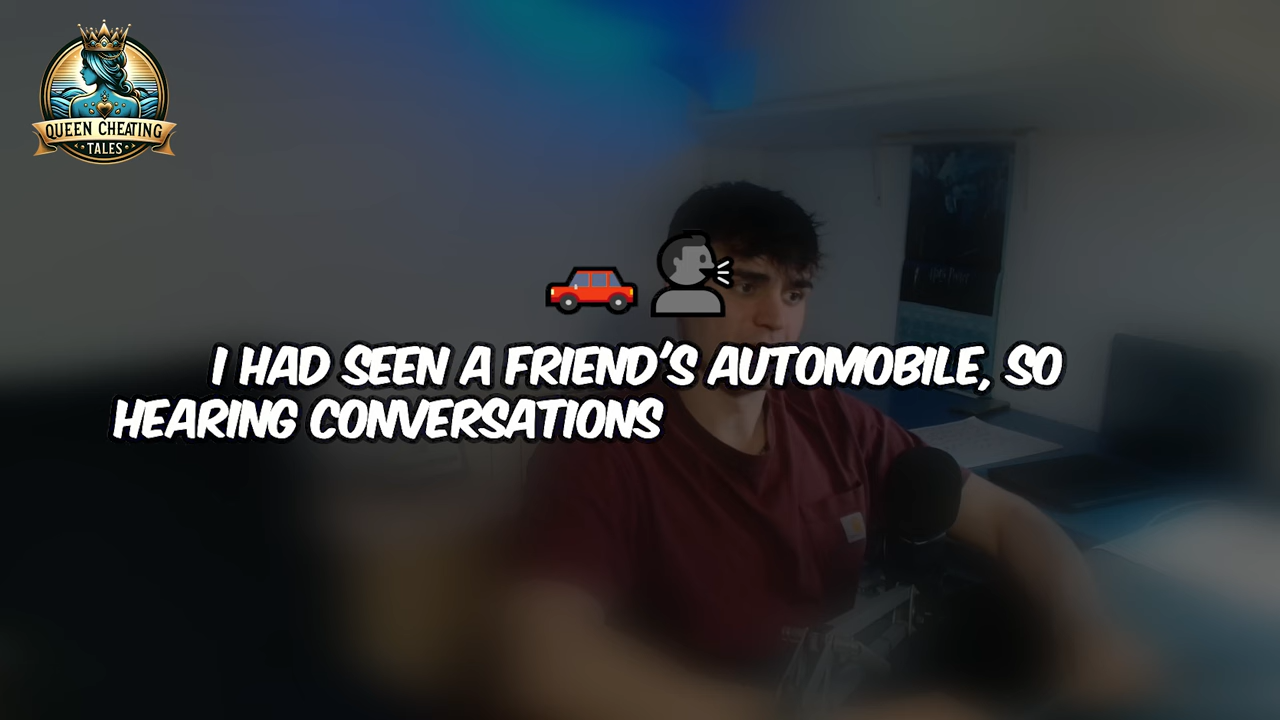 QUEEN CHEATING
TALES
I HAD SEEN A FRIEND'S AUTOMOBILE, SO
HEARING CONVERSATIONS